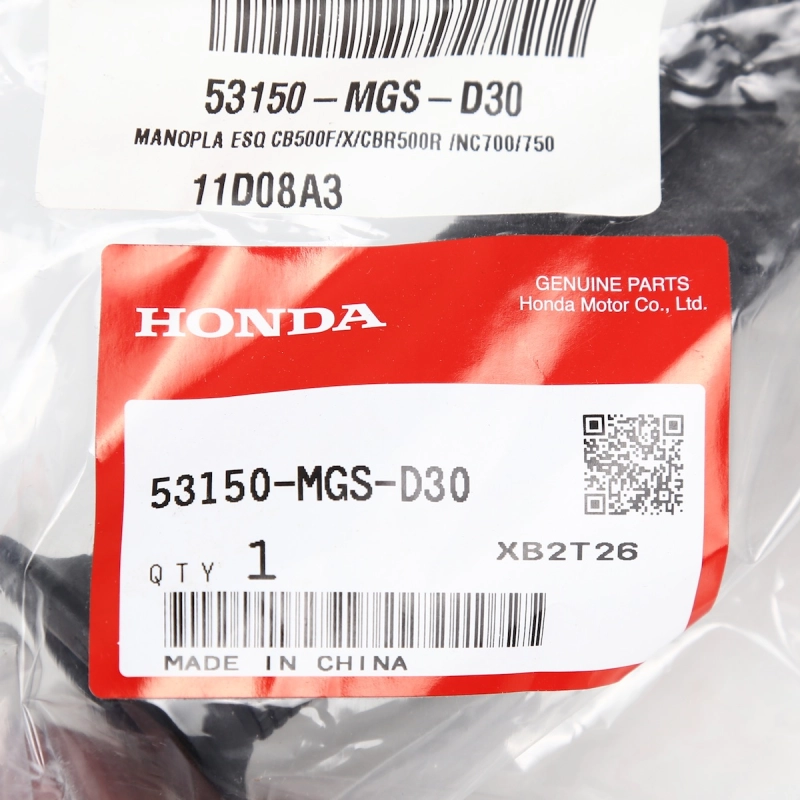 53150-MGS-D30
MANOPLA ESQ CB500F/X/CBR500R /NC700/750
11D08A3
HONDA
GENUINE PARTS
Honda Motor Co., Ltd.
53150-MGS-D30
QTY 1
XB2T26
MADE IN CHINA